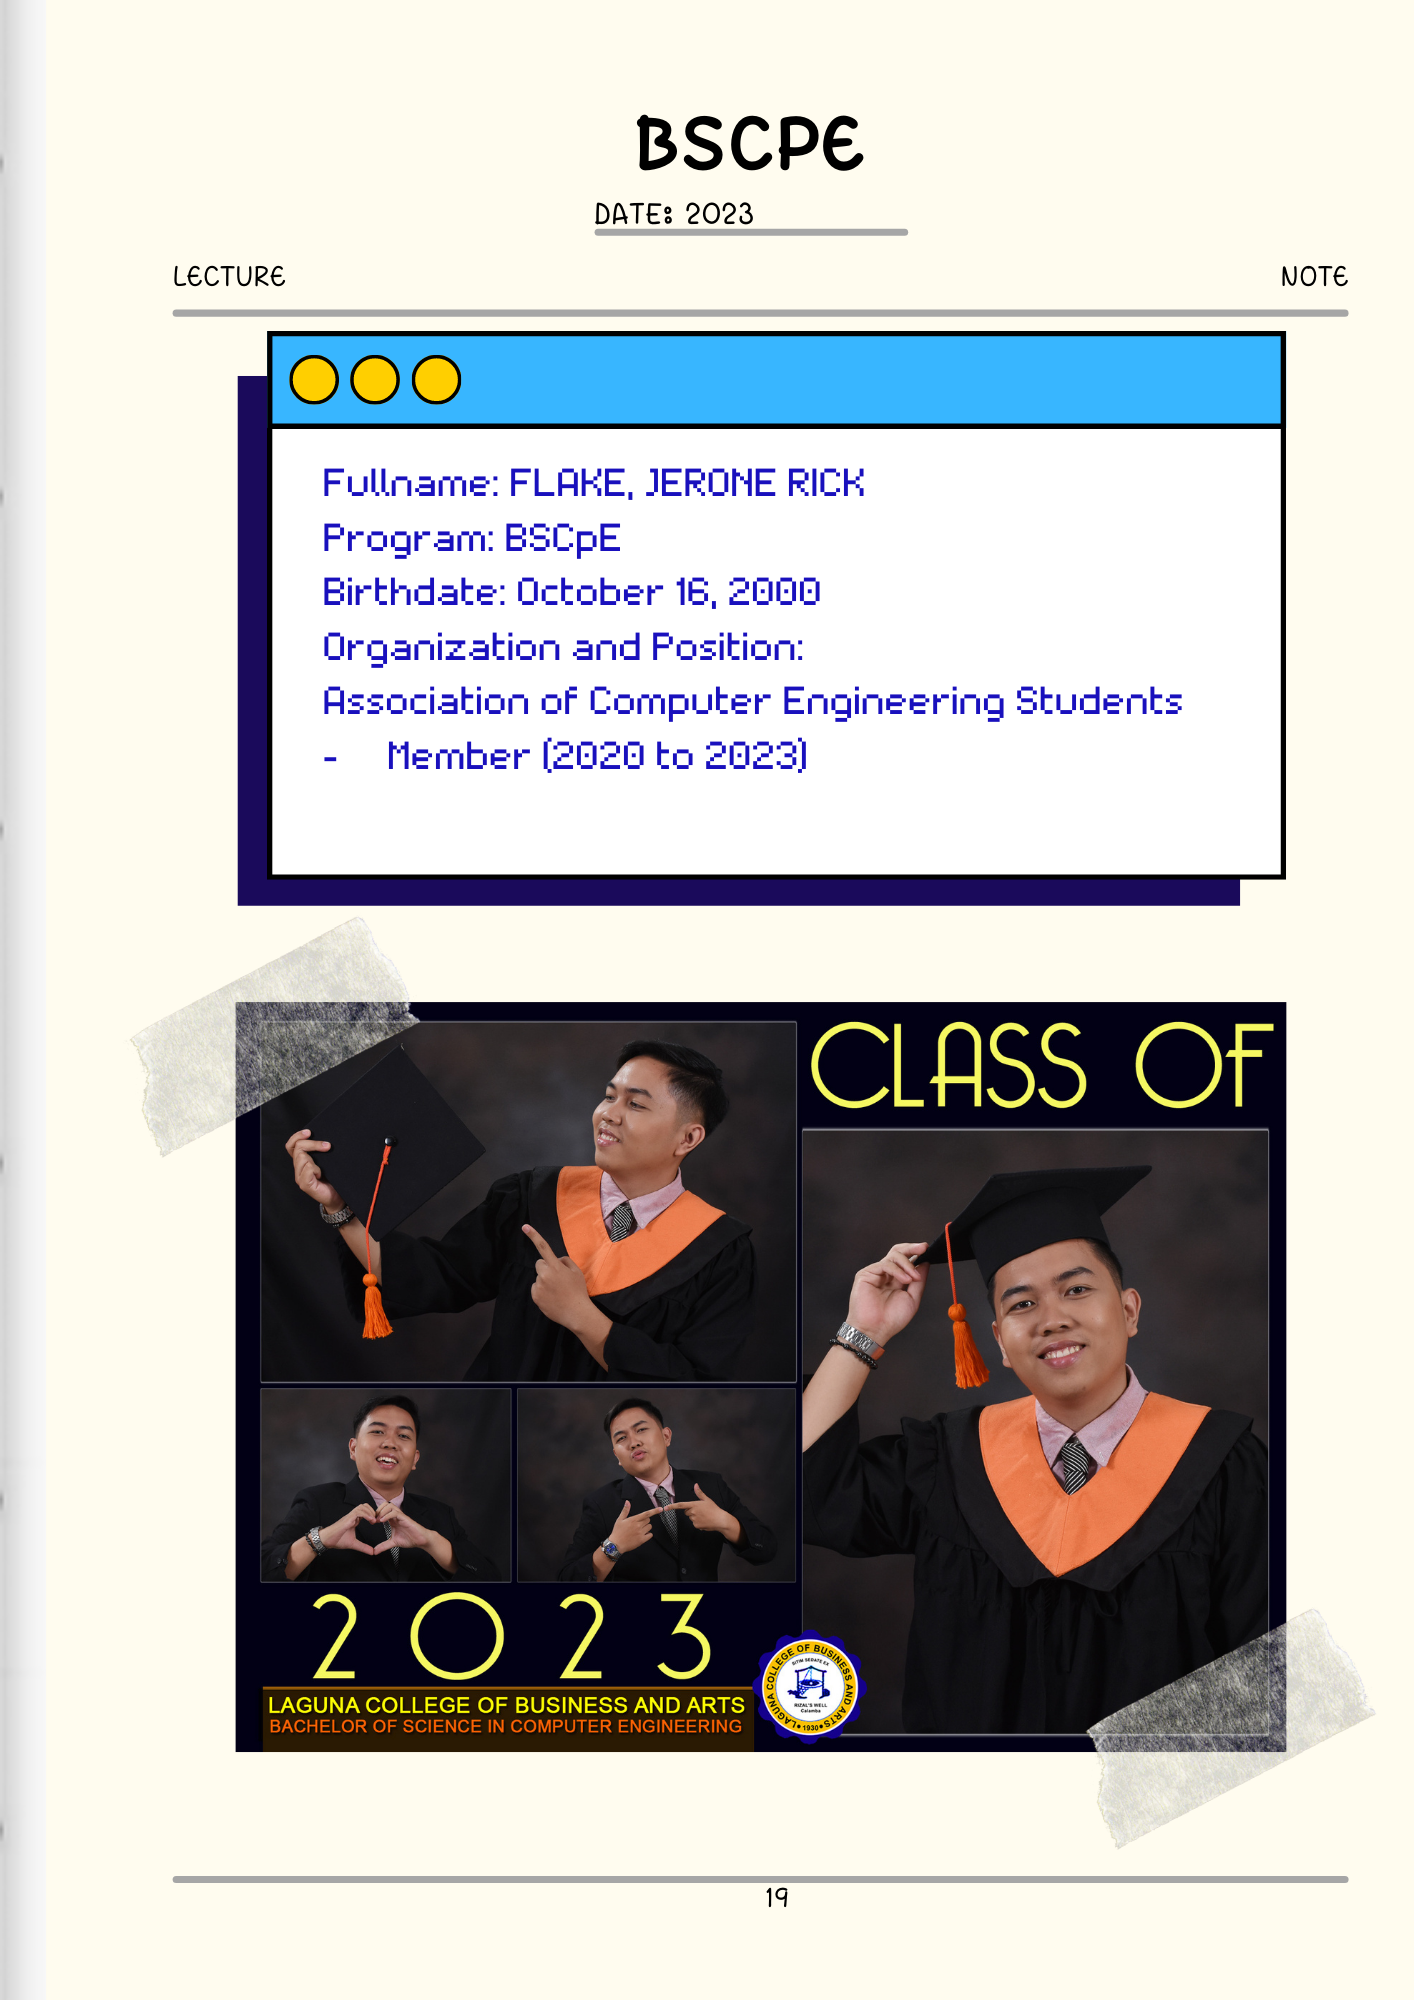 BSCPE
DATE: 2023
LECTURE
NOTE
Fullname: FLAKE, JERONE RICK
Program: BSCpE
Birthdate: October 16, 2000
Organization and Position:
Association of Computer Engineering Students
- Member (2020 to 2023)
CLASS OF
2023
LAGUNA COLLEGE OF BUSINESS AND ARTS
BACHELOR OF SCIENCE IN COMPUTER ENGINEERING
LAGUNA COLLEGE OF BUSINESS AND ARTS
RIZAL'S WELL
Calamba
1930
19